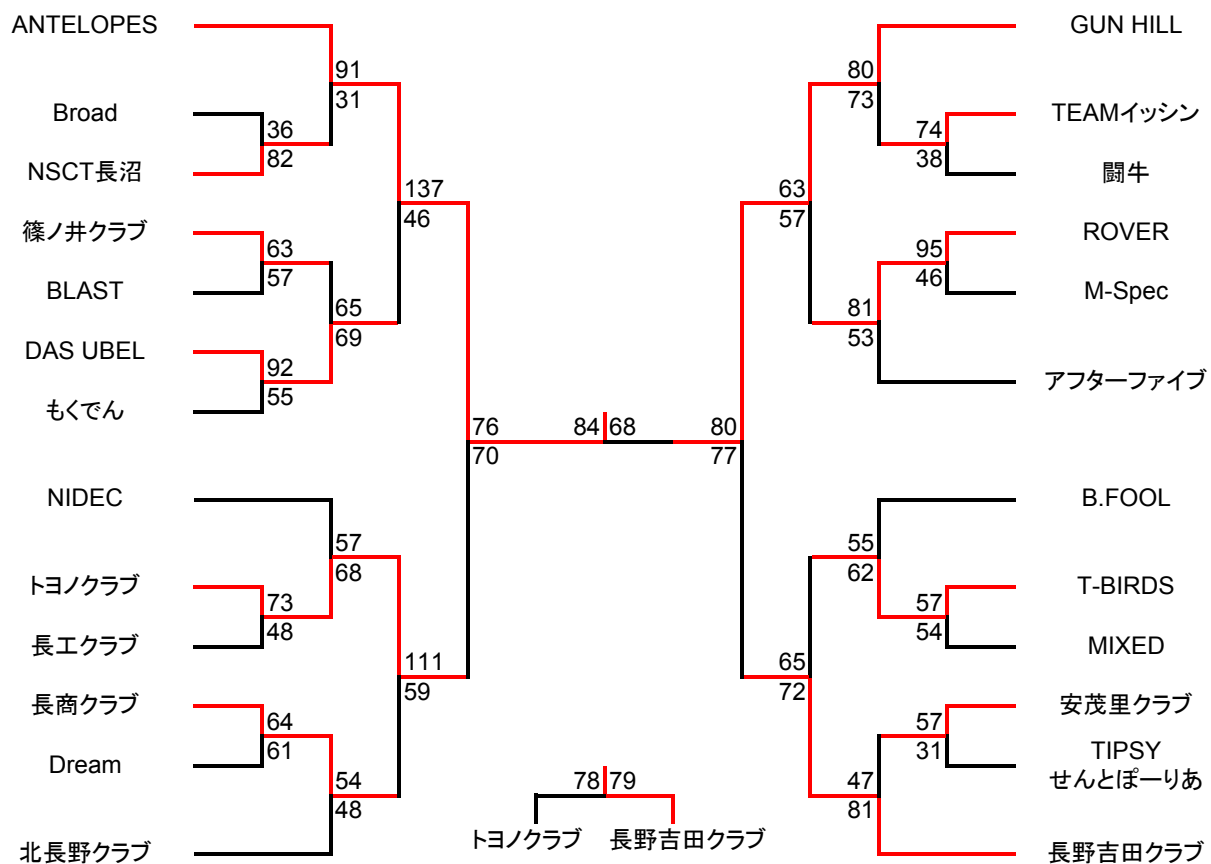 ANTELOPES
91
31
Broad
36
82
NSCT長沼
137
46
篠ノ井クラブ
63
57
BLAST
65
69
DAS UBEL
92
55
もくでん
76
70
NIDEC
57
68
トヨノクラブ
73
48
長工クラブ
111
59
長商クラブ
64
61
Dream
54
48
北長野クラブ
84 68
78 79
トヨノクラブ 長野吉田クラブ
GUN HILL
80
73
TEAMイッシン
74
38
闘牛
63
57
ROVER
95
46
M-Spec
81
53
アフターファイブ
80
77
B.FOOL
55
62
T-BIRDS
57
54
MIXED
65
72
安茂里クラブ
57
31
TIPSY
せんとぽーりあ
47
81
長野吉田クラブ